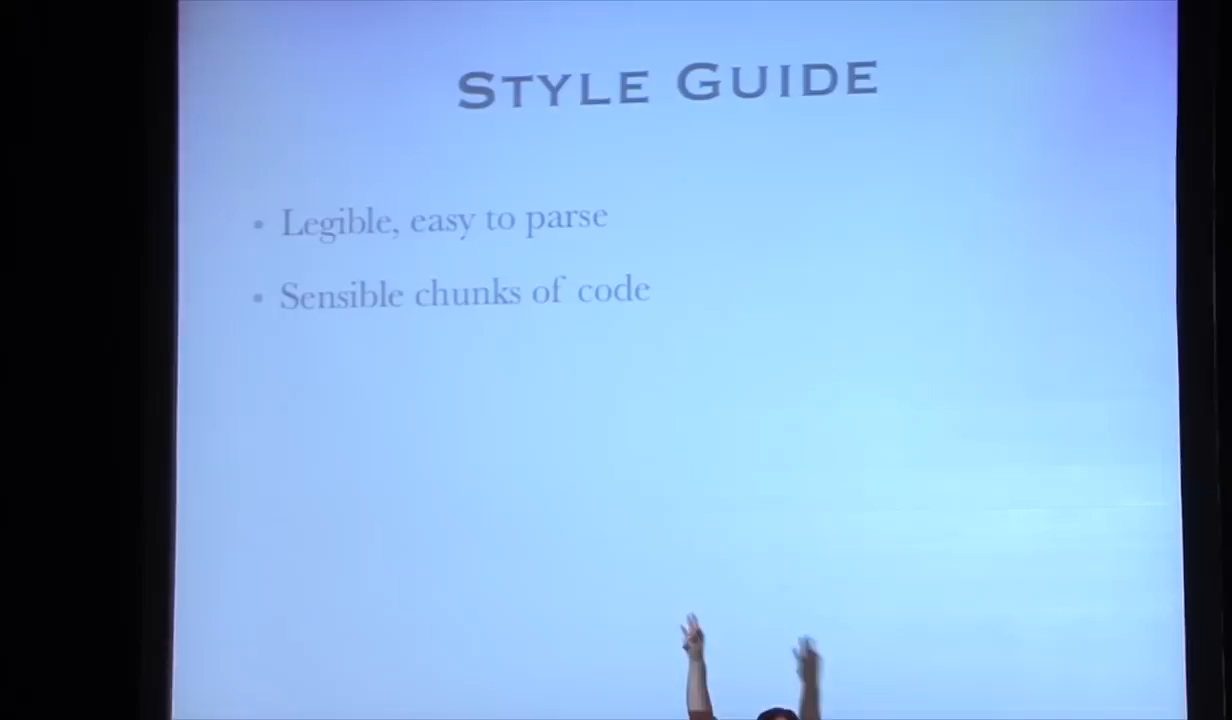 STYLE GUIDE
• Legible, easy to parse
• Sensible chunks of code